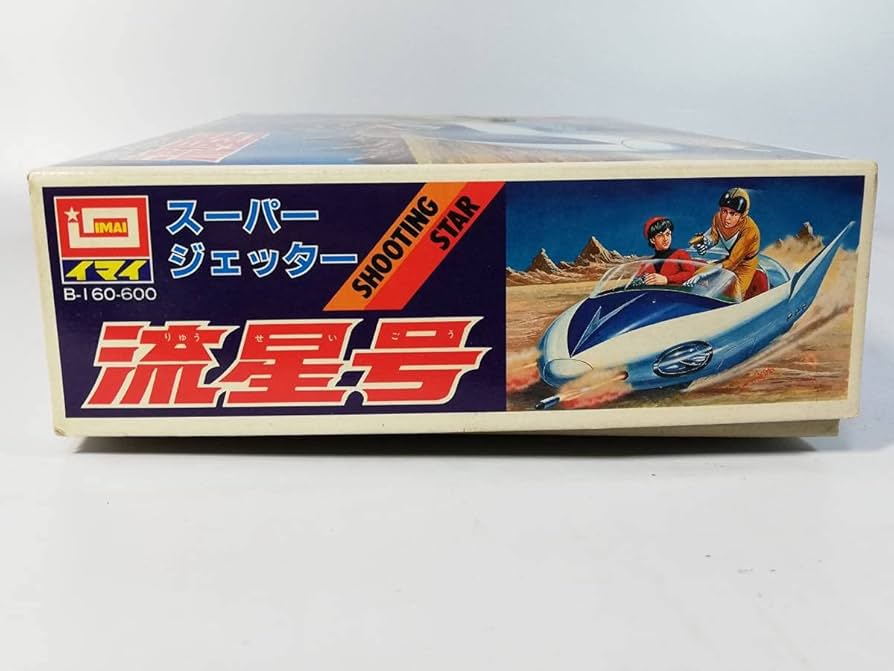 IMAI
イマイ
B-160-600
スーパー
ジェッター
SHOOTING
STAR
りゅう せい ごう
流星号